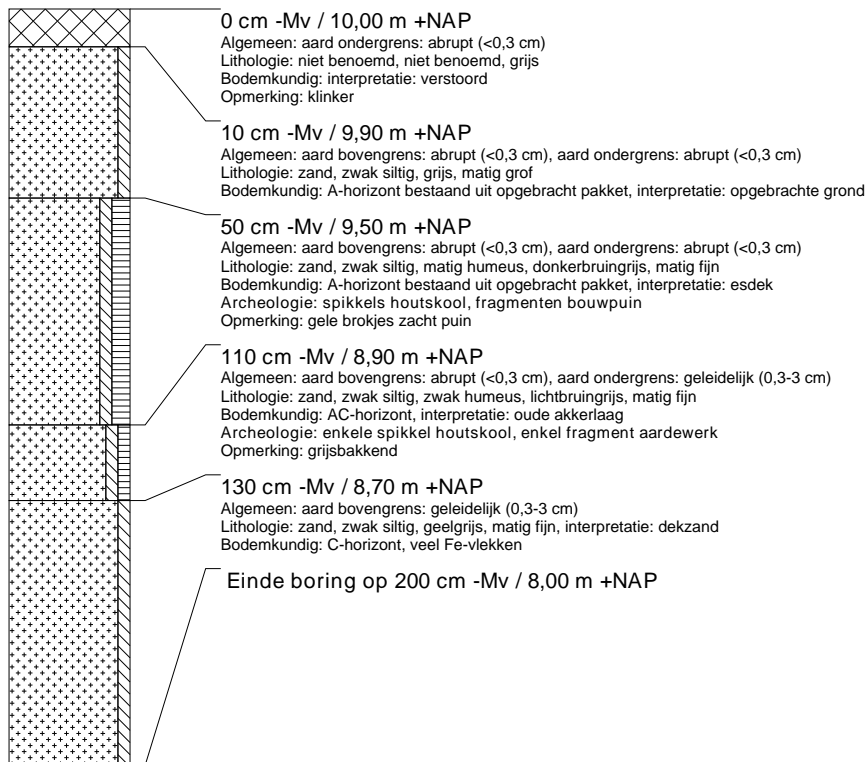 0 cm -Mv / 10,00 m +NAP
Algemeen: aard ondergrens: abrupt (<0,3 cm)
Lithologie: niet benoemd, niet benoemd, grijs
Bodemkundig: interpretatie: verstoord
Opmerking: klinker
10 cm -Mv / 9,90 m +NAP
Algemeen: aard bovengrens: abrupt (<0,3 cm), aard ondergrens: abrupt (<0,3 cm)
Lithologie: zand, zwak siltig, grijs, matig grof
Bodemkundig: A-horizont bestaand uit opgebracht pakket, interpretatie: opgebrachte grond
50 cm -Mv / 9,50 m +NAP
Algemeen: aard bovengrens: abrupt (<0,3 cm), aard ondergrens: abrupt (<0,3 cm)
Lithologie: zand, zwak siltig, matig humeus, donkerbruingrijs, matig fijn
Bodemkundig: A-horizont bestaand uit opgebracht pakket, interpretatie: esdek
Archeologie: spikkels houtskool, fragmenten bouwpuin
Opmerking: gele brokjes zacht puin
110 cm -Mv / 8,90 m +NAP
Algemeen: aard bovengrens: abrupt (<0,3 cm), aard ondergrens: geleidelijk (0,3-3 cm)
Lithologie: zand, zwak siltig, zwak humeus, lichtbruingrijs, matig fijn
Bodemkundig: AC-horizont, interpretatie: oude akkerlaag
Archeologie: enkele spikkel houtskool, enkel fragment aardewerk
Opmerking: grijsbakkend
130 cm -Mv / 8,70 m +NAP
Algemeen: aard bovengrens: geleidelijk (0,3-3 cm)
Lithologie: zand, zwak siltig, geelgrijs, matig fijn, interpretatie: dekzand
Bodemkundig: C-horizont, veel Fe-vlekken
Einde boring op 200 cm -Mv / 8,00 m +NAP